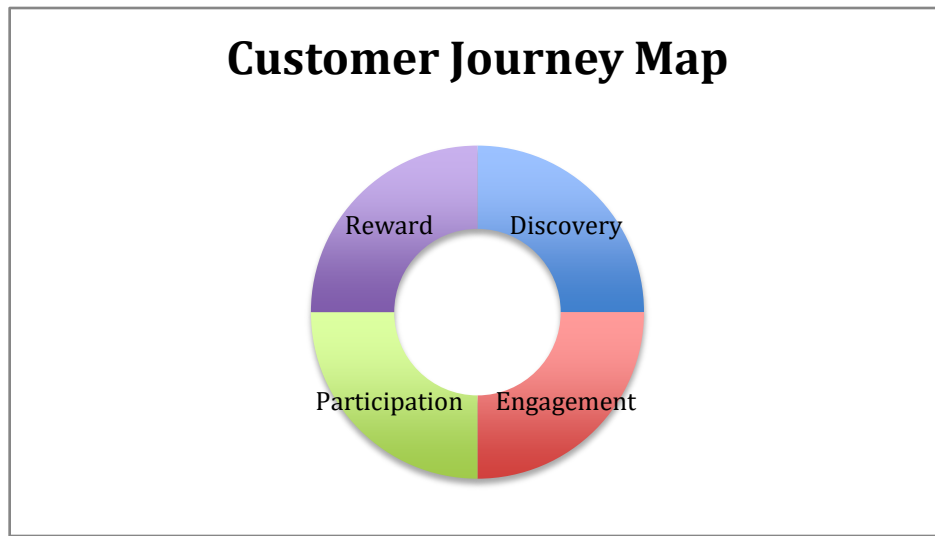 Customer Journey Map
Reward
Discovery
Participation
Engagement